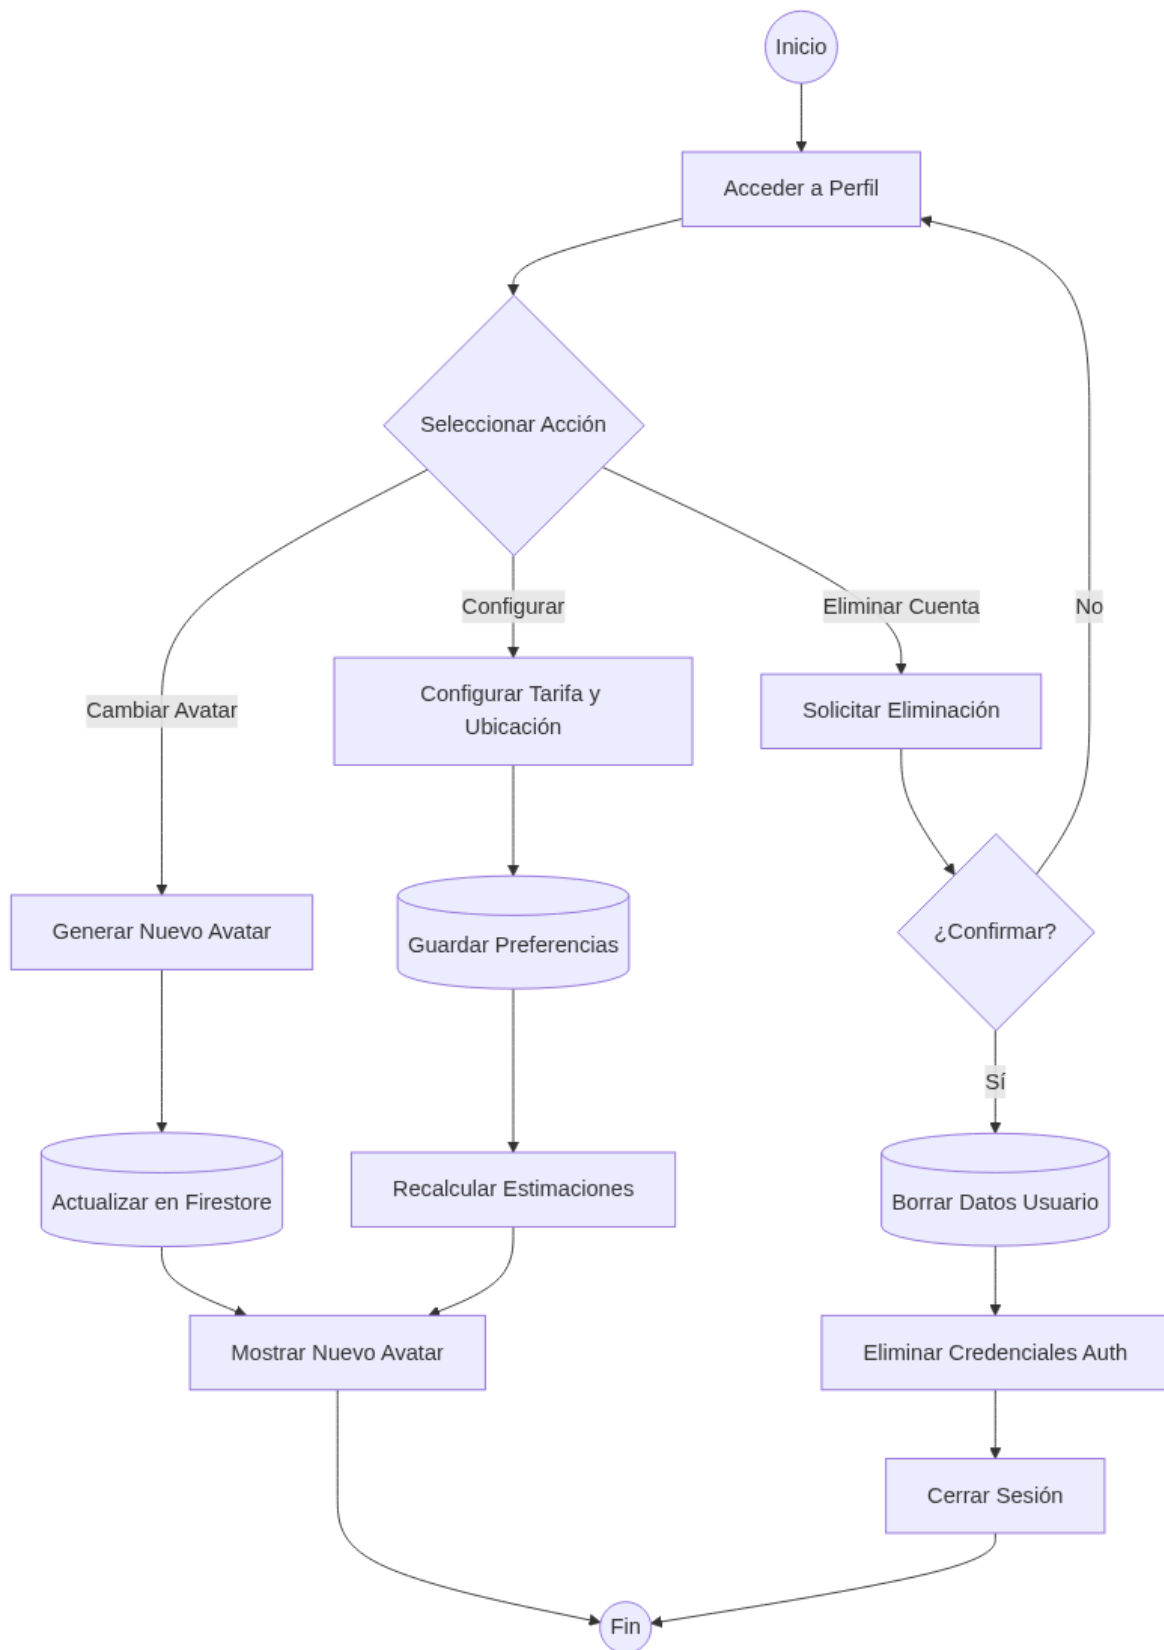 Inicio
Acceder a Perfil
Seleccionar Acción
Configurar
Eliminar Cuenta
No
Cambiar Avatar
Configurar Tarifa y
Ubicación
Solicitar Eliminación
Generar Nuevo Avatar
Guardar Preferencias
¿Confirmar?
Sí
Actualizar en Firestore
Recalcular Estimaciones
Borrar Datos Usuario
Mostrar Nuevo Avatar
Eliminar Credenciales Auth
Cerrar Sesión
Fin